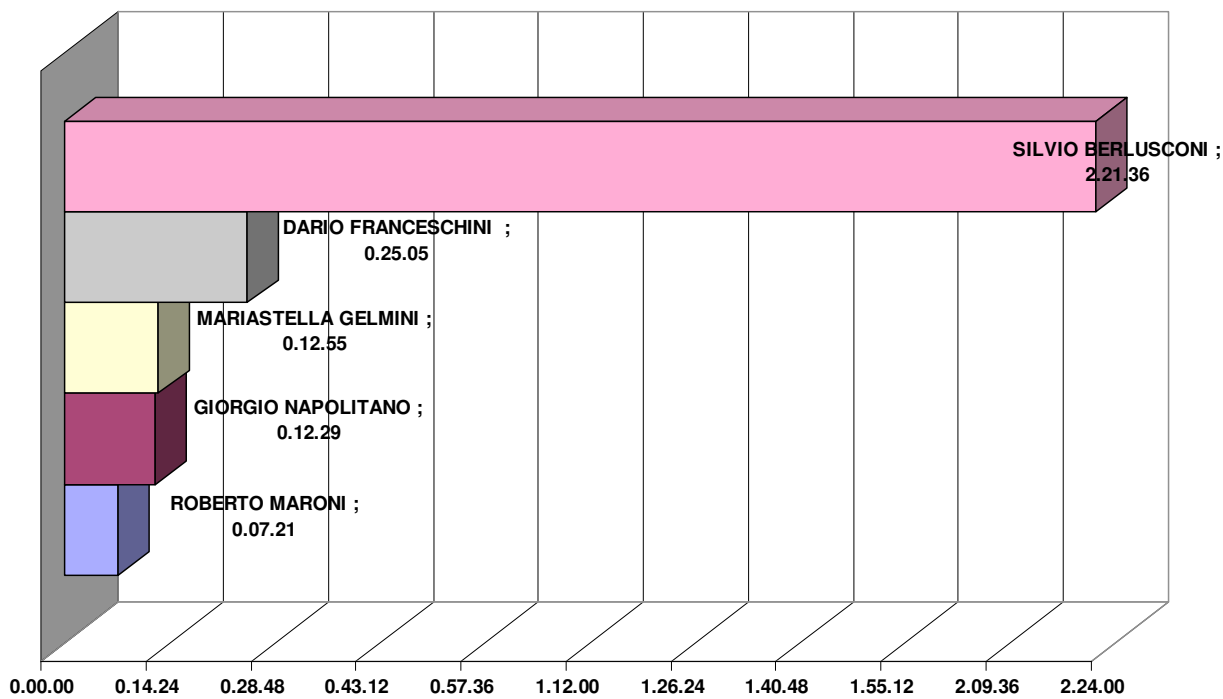 SILVIO BERLUSCONI ;
2.21.36
DARIO FRANCESCHINI ;
0.25.05
MARIASTELLA GELMINI ;
0.12.55
GIORGIO NAPOLITANO ;
0.12.29
ROBERTO MARONI ;
0.07.21
0.00.00 0.14.24 0.28.48 0.43.12 0.57.36 1.12.00 1.26.24 1.40.48 1.55.12 2.09.36 2.24.00